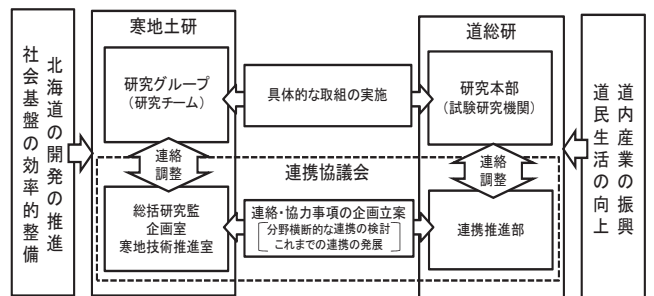 寒地土研
道総研
北海道の開発の推進
社会基盤の効率的整備
研究グループ
（研究チーム）
具体的な取組の実施
研究本部
（試験研究機関）
道内産業の振興
道民生活の向上
連絡
調整
連携協議会
連絡
調整
総括研究監
企画室
寒地技術推進室
連絡・協力事項の企画立案
分野横断的な連携の検討
これまでの連携の発展
連携推進部